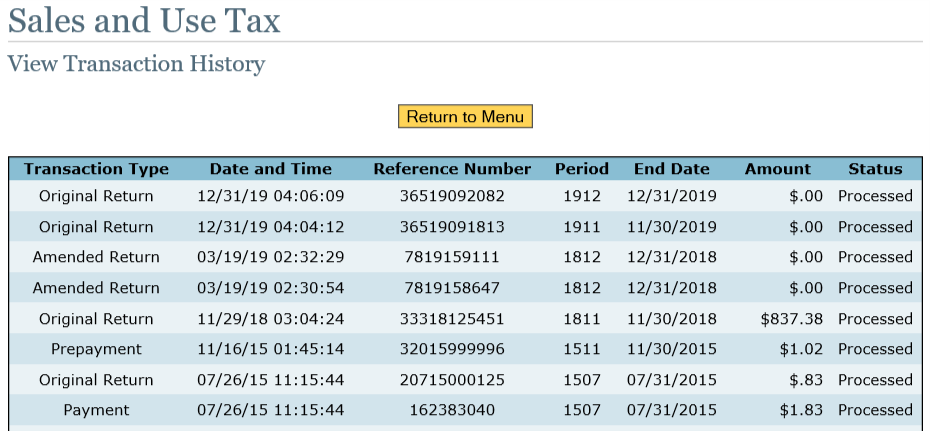 Sales and Use Tax
View Transaction History
Return to Menu
Transaction Type Date and Time Reference Number Period End Date Amount Status
Original Return 12/31/19 04:06:09 36519092082 1912 12/31/2019 $.00 Processed
Original Return 12/31/19 04:04:12 36519091813 1911 11/30/2019 $.00 Processed
Amended Return 03/19/19 02:32:29 7819159111 1812 12/31/2018 $.00 Processed
Amended Return 03/19/19 02:30:54 7819158647 1812 12/31/2018 $.00 Processed
Original Return 11/29/18 03:04:24 33318125451 1811 11/30/2018 $837.38 Processed
Prepayment 11/16/15 01:45:14 32015999996 1511 11/30/2015 $1.02 Processed
Original Return 07/26/15 11:15:44 20715000125 1507 07/31/2015 $.83 Processed
Payment 07/26/15 11:15:44 162383040 1507 07/31/2015 $1.83 Processed